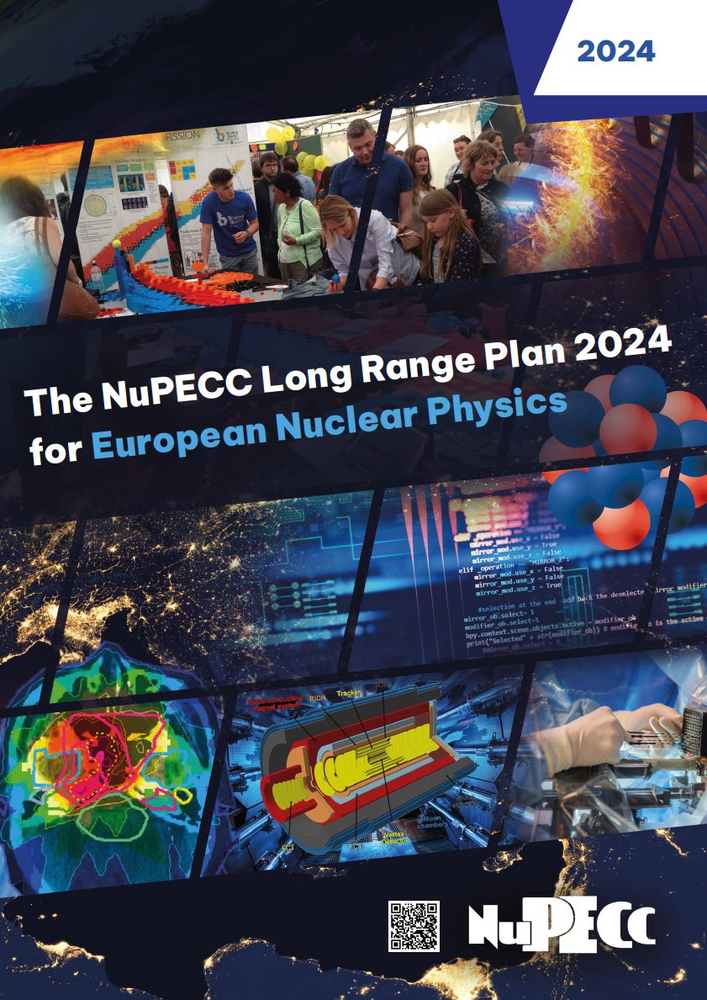 2024
FISSION
The NuPECC Long Range Plan 2024
for European Nuclear Physics
mirror_mod.use_x = False
mirror_mod.use_y = True
mirror_mod.use_z = False
elif _operation == "MIRROR_Z":
mirror_mod.use_x = False
mirror_mod.use_y = False
mirror_mod.use_z = True
#selection at the end -add back the deselected mirror modifier
mirror_ob.select= 1
modifier_ob.select=1
bpy.context.scene.objects.active = modifier_ob
print("Selected" + str(modifier_ob))
Superconducting
magnet system
RICH
Tracker
Muon
chambers
Vertex
Detector
NuPECC